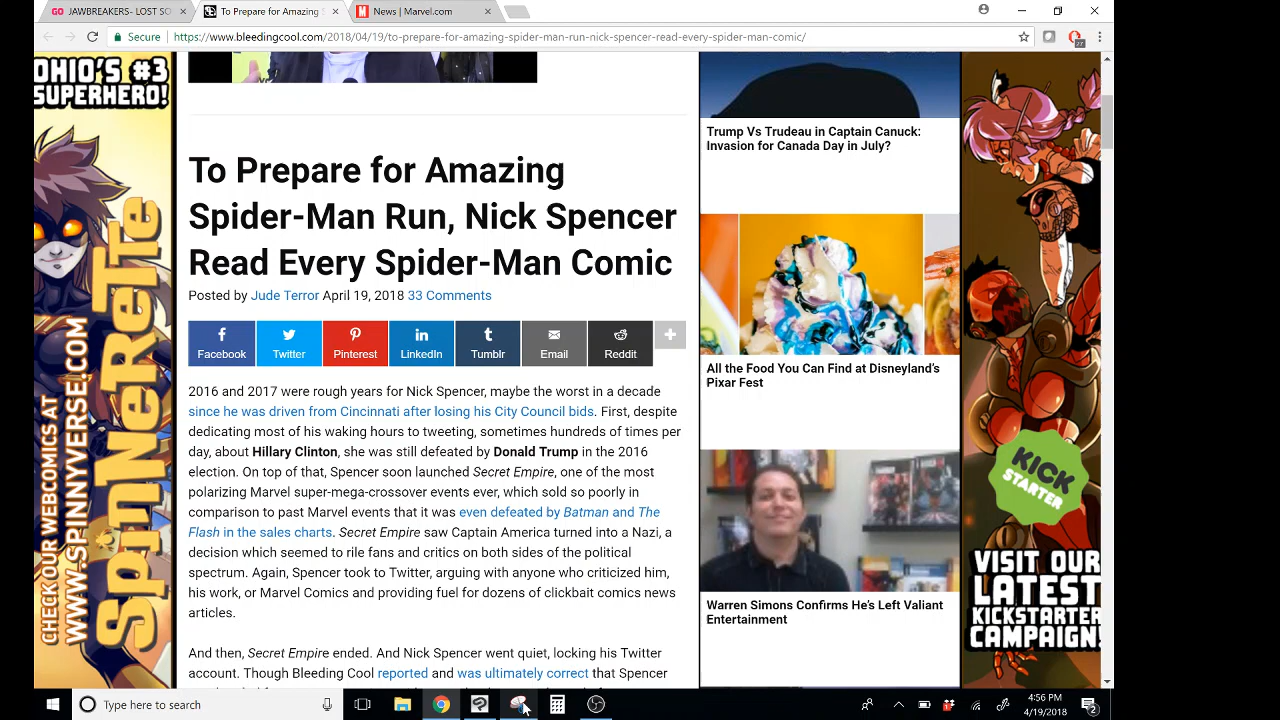 GO JAWBREAKERS- LOST SO
To Prepare for Amazing S
News | Marvel.com
Secure
https://www.bleedingcool.com/2018/04/19/to-prepare-for-amazing-spider-man-run-nick-spencer-read-every-spider-man-comic/
OHIO'S #3
SUPERHERO!
CHECK OUR WEBCOMICS AT
WWW.SPINNYVERSE.COM
SPINNERETTE
To Prepare for Amazing
Spider-Man Run, Nick Spencer
Read Every Spider-Man Comic
Posted by Jude Terror April 19, 2018 33 Comments
Facebook
Twitter
Pinterest
LinkedIn
Tumblr
Email
Reddit
2016 and 2017 were rough years for Nick Spencer, maybe the worst in a decade
since he was driven from Cincinnati after losing his City Council bids. First, despite
dedicating most of his waking hours to tweeting, sometimes hundreds of times per
day, about Hillary Clinton, she was still defeated by Donald Trump in the 2016
election. On top of that, Spencer soon launched Secret Empire, one of the most
polarizing Marvel super-mega-crossover events ever, which sold so poorly in
comparison to past Marvel events that it was even defeated by Batman and The
Flash in the sales charts. Secret Empire saw Captain America turned into a Nazi, a
decision which seemed to rile fans and critics on both sides of the political
spectrum. Again, Spencer took to Twitter, arguing with anyone who criticized him,
his work, or Marvel Comics and providing fuel for dozens of clickbait comics news
articles.
And then, Secret Empire ended. And Nick Spencer went quiet, locking his Twitter
account. Though Bleeding Cool reported and was ultimately correct that Spencer
Trump Vs Trudeau in Captain Canuck:
Invasion for Canada Day in July?
All the Food You Can Find at Disneyland's
Pixar Fest
Warren Simons Confirms He's Left Valiant
Entertainment
KICK
STARTER
VISIT OUR
LATEST
KICKSTARTER
CAMPAIGN!
Type here to search
4:56 PM
4/19/2018
2